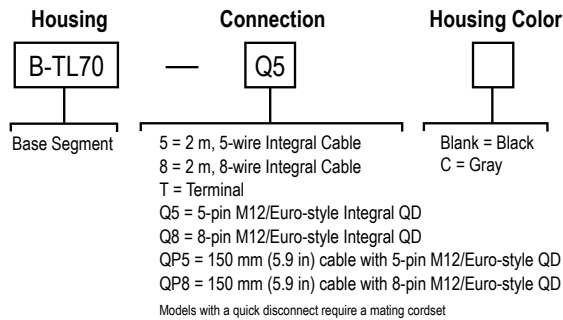 Housing Connection Housing Color
B-TL70 — Q5
Base Segment
5 = 2 m, 5-wire Integral Cable
8 = 2 m, 8-wire Integral Cable
T = Terminal
Q5 = 5-pin M12/Euro-style Integral QD
Q8 = 8-pin M12/Euro-style Integral QD
QP5 = 150 mm (5.9 in) cable with 5-pin M12/Euro-style QD
QP8 = 150 mm (5.9 in) cable with 8-pin M12/Euro-style QD
Models with a quick disconnect require a mating cordset
Blank = Black
C = Gray